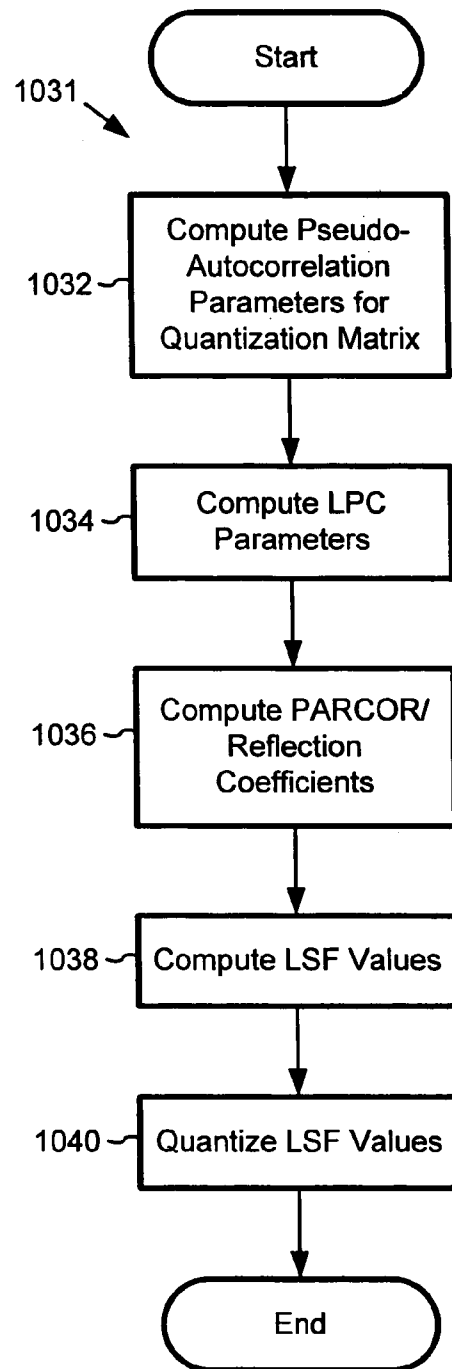 Start
1031
1032
Compute Pseudo-
Autocorrelation
Parameters for
Quantization Matrix
1034
Compute LPC
Parameters
1036
Compute PARCOR/
Reflection
Coefficients
1038
Compute LSF Values
1040
Quantize LSF Values
End